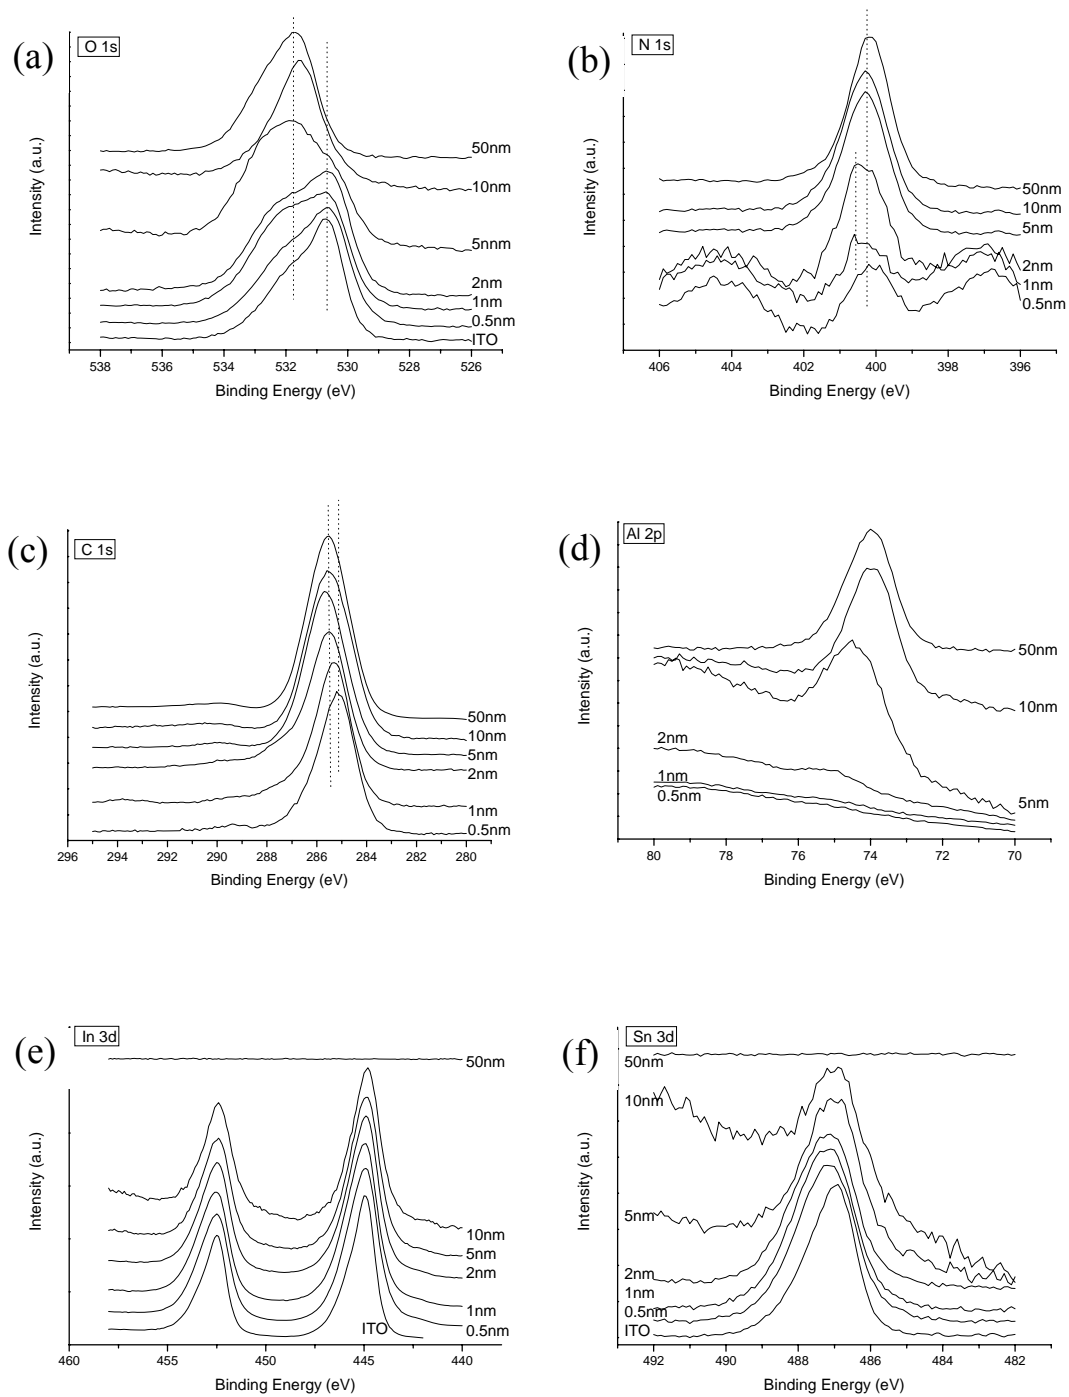 (a)
O 1s
Intensity (a.u.)
50nm
10nm
5nnm
2nm
1nm
0.5nm
ITO
538 536 534 532 530 528 526
Binding Energy (eV)
(b)
N 1s
Intensity (a.u.)
50nm
10nm
5nm
2nm
1nm
0.5nm
406 404 402 400 398 396
Binding Energy (eV)
(c)
C 1s
Intensity (a.u.)
50nm
10nm
5nm
2nm
1nm
0.5nm
296 294 292 290 288 286 284 282 280
Binding Energy (eV)
(d)
Al 2p
Intensity (a.u.)
50nm
10nm
2nm
1nm
0.5nm
5nm
80 78 76 74 72 70
Binding Energy (eV)
(e)
In 3d
Intensity (a.u.)
50nm
10nm
5nm
2nm
1nm
0.5nm
ITO
460 455 450 445 440
Binding Energy (eV)
(f)
Sn 3d
Intensity (a.u.)
50nm
10nm
5nm
2nm
1nm
0.5nm
ITO
492 490 488 486 484 482
Binding Energy (eV)